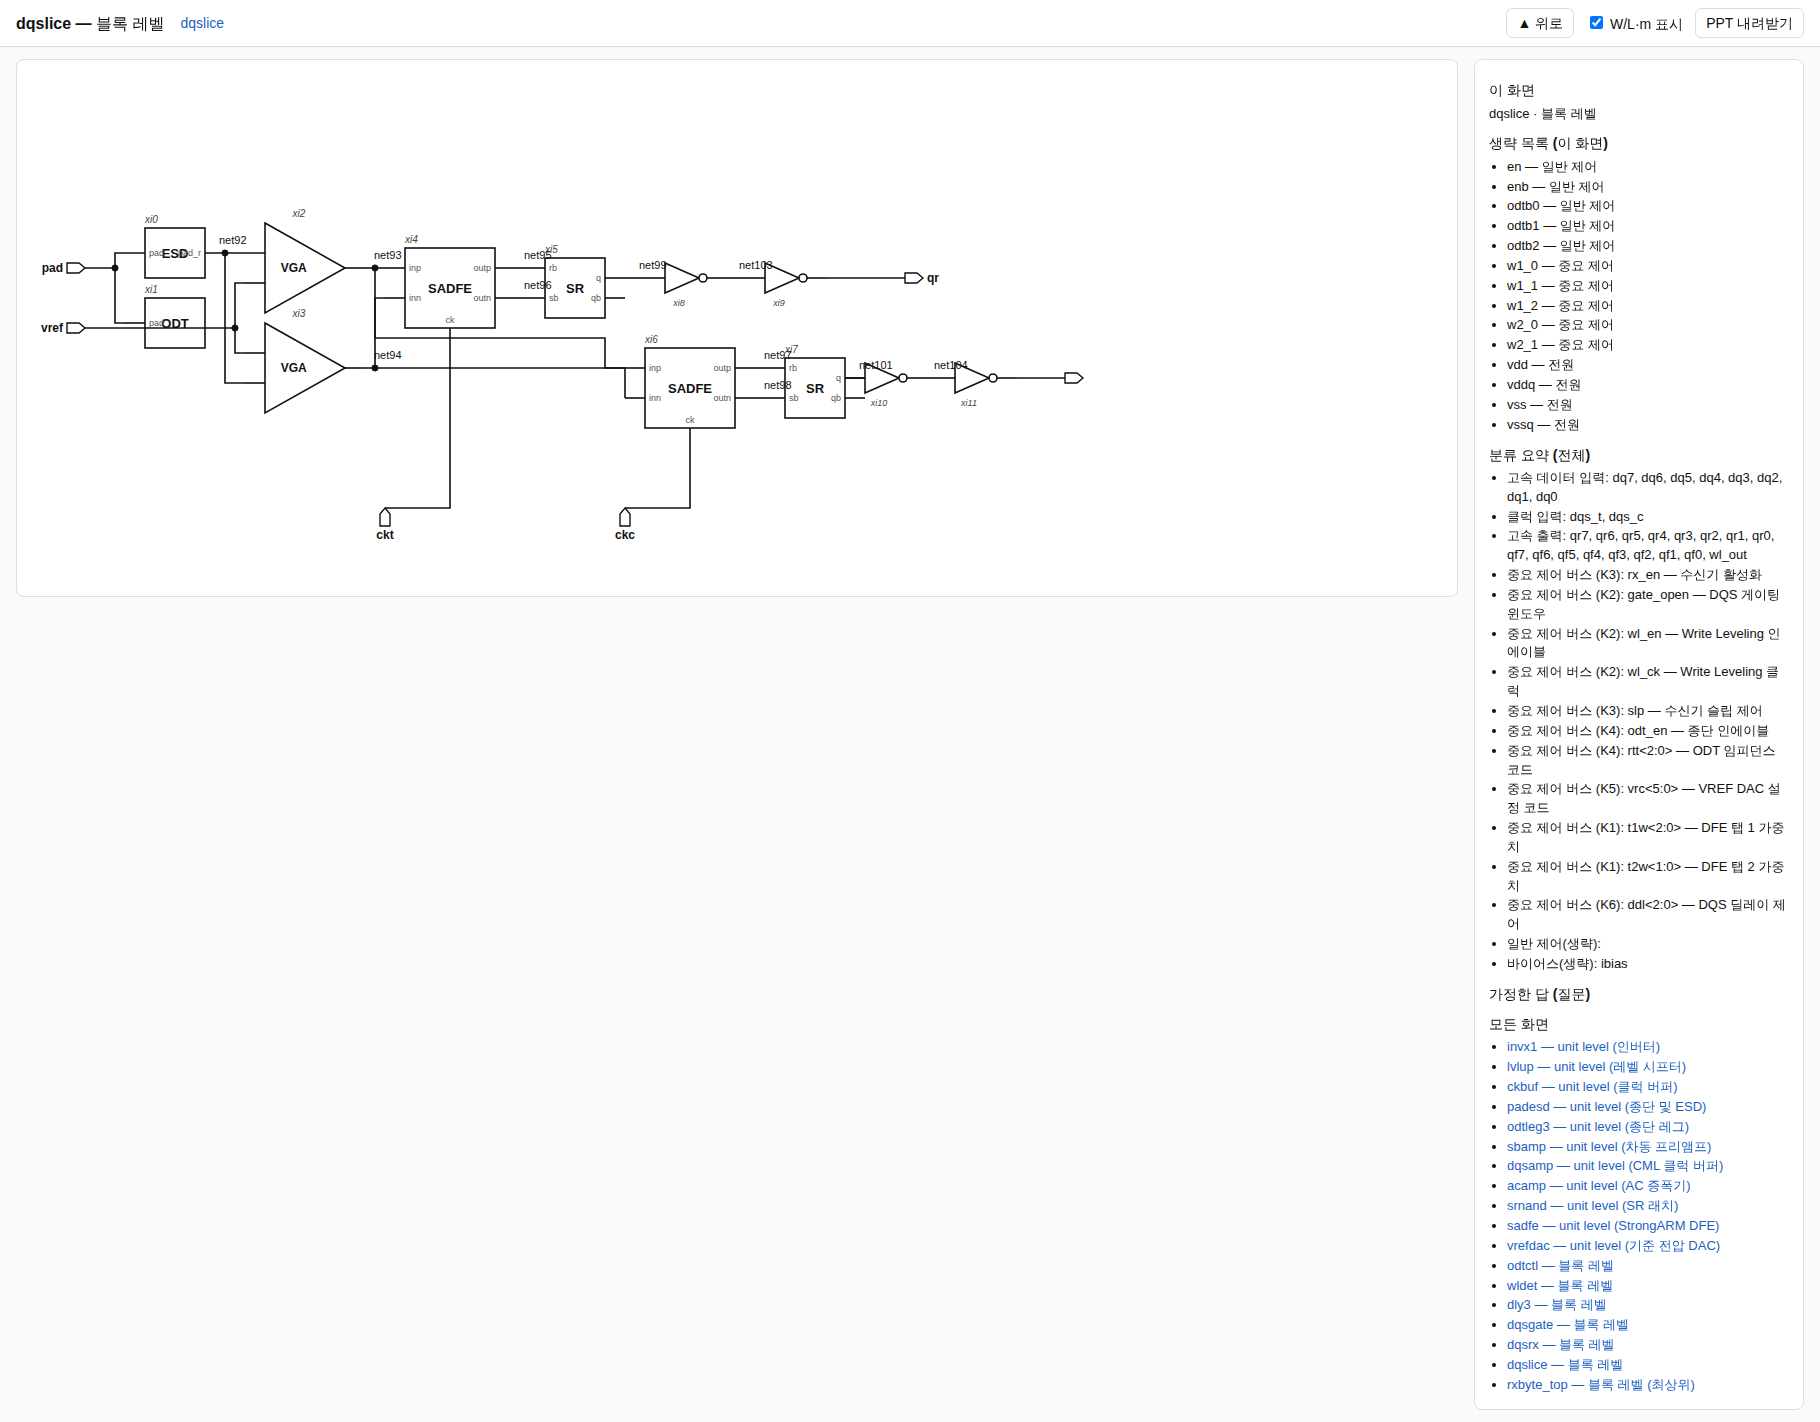 dqslice — 블록 레벨 dqslice ▲ 위로 W/L·m 표시 PPT 내려받기
xi0
ESD
pad
pad_r
xi1
ODT
pad
pad
vref
net92
xi2
VGA
xi3
VGA
net93
net94
xi4
SADFE
inp
inn
outp
outn
ck
net95
net96
xi5
SR
rb
sb
q
qb
net99
xi8
net103
xi9
qr
xi6
SADFE
inp
inn
outp
outn
ck
net97
net98
xi7
SR
rb
sb
q
qb
net101
xi10
net104
xi11
ckt
ckc
이 화면
dqslice · 블록 레벨
생략 목록 (이 화면)
en — 일반 제어
enb — 일반 제어
odtb0 — 일반 제어
odtb1 — 일반 제어
odtb2 — 일반 제어
w1_0 — 중요 제어
w1_1 — 중요 제어
w1_2 — 중요 제어
w2_0 — 중요 제어
w2_1 — 중요 제어
vdd — 전원
vddq — 전원
vss — 전원
vssq — 전원
분류 요약 (전체)
고속 데이터 입력: dq7, dq6, dq5, dq4, dq3, dq2,
dq1, dq0
클럭 입력: dqs_t, dqs_c
고속 출력: qr7, qr6, qr5, qr4, qr3, qr2, qr1, qr0,
qf7, qf6, qf5, qf4, qf3, qf2, qf1, qf0, wl_out
중요 제어 버스 (K3): rx_en — 수신기 활성화
중요 제어 버스 (K2): gate_open — DQS 게이팅
윈도우
중요 제어 버스 (K2): wl_en — Write Leveling 인
에이블
중요 제어 버스 (K2): wl_ck — Write Leveling 클
럭
중요 제어 버스 (K3): slp — 수신기 슬립 제어
중요 제어 버스 (K4): odt_en — 종단 인에이블
중요 제어 버스 (K4): rtt<2:0> — ODT 임피던스
코드
중요 제어 버스 (K5): vrc<5:0> — VREF DAC 설
정 코드
중요 제어 버스 (K1): t1w<2:0> — DFE 탭 1 가중
치
중요 제어 버스 (K1): t2w<1:0> — DFE 탭 2 가중
치
중요 제어 버스 (K6): ddl<2:0> — DQS 딜레이 제
어
일반 제어(생략):
바이어스(생략): ibias
가정한 답 (질문)
모든 화면
invx1 — unit level (인버터)
lvlup — unit level (레벨 시프터)
ckbuf — unit level (클럭 버퍼)
padesd — unit level (종단 및 ESD)
odtleg3 — unit level (종단 레그)
sbamp — unit level (차동 프리앰프)
dqsamp — unit level (CML 클럭 버퍼)
acamp — unit level (AC 증폭기)
srnand — unit level (SR 래치)
sadfe — unit level (StrongARM DFE)
vrefdac — unit level (기준 전압 DAC)
odtctl — 블록 레벨
wldet — 블록 레벨
dly3 — 블록 레벨
dqsgate — 블록 레벨
dqsrx — 블록 레벨
dqslice — 블록 레벨
rxbyte_top — 블록 레벨 (최상위)